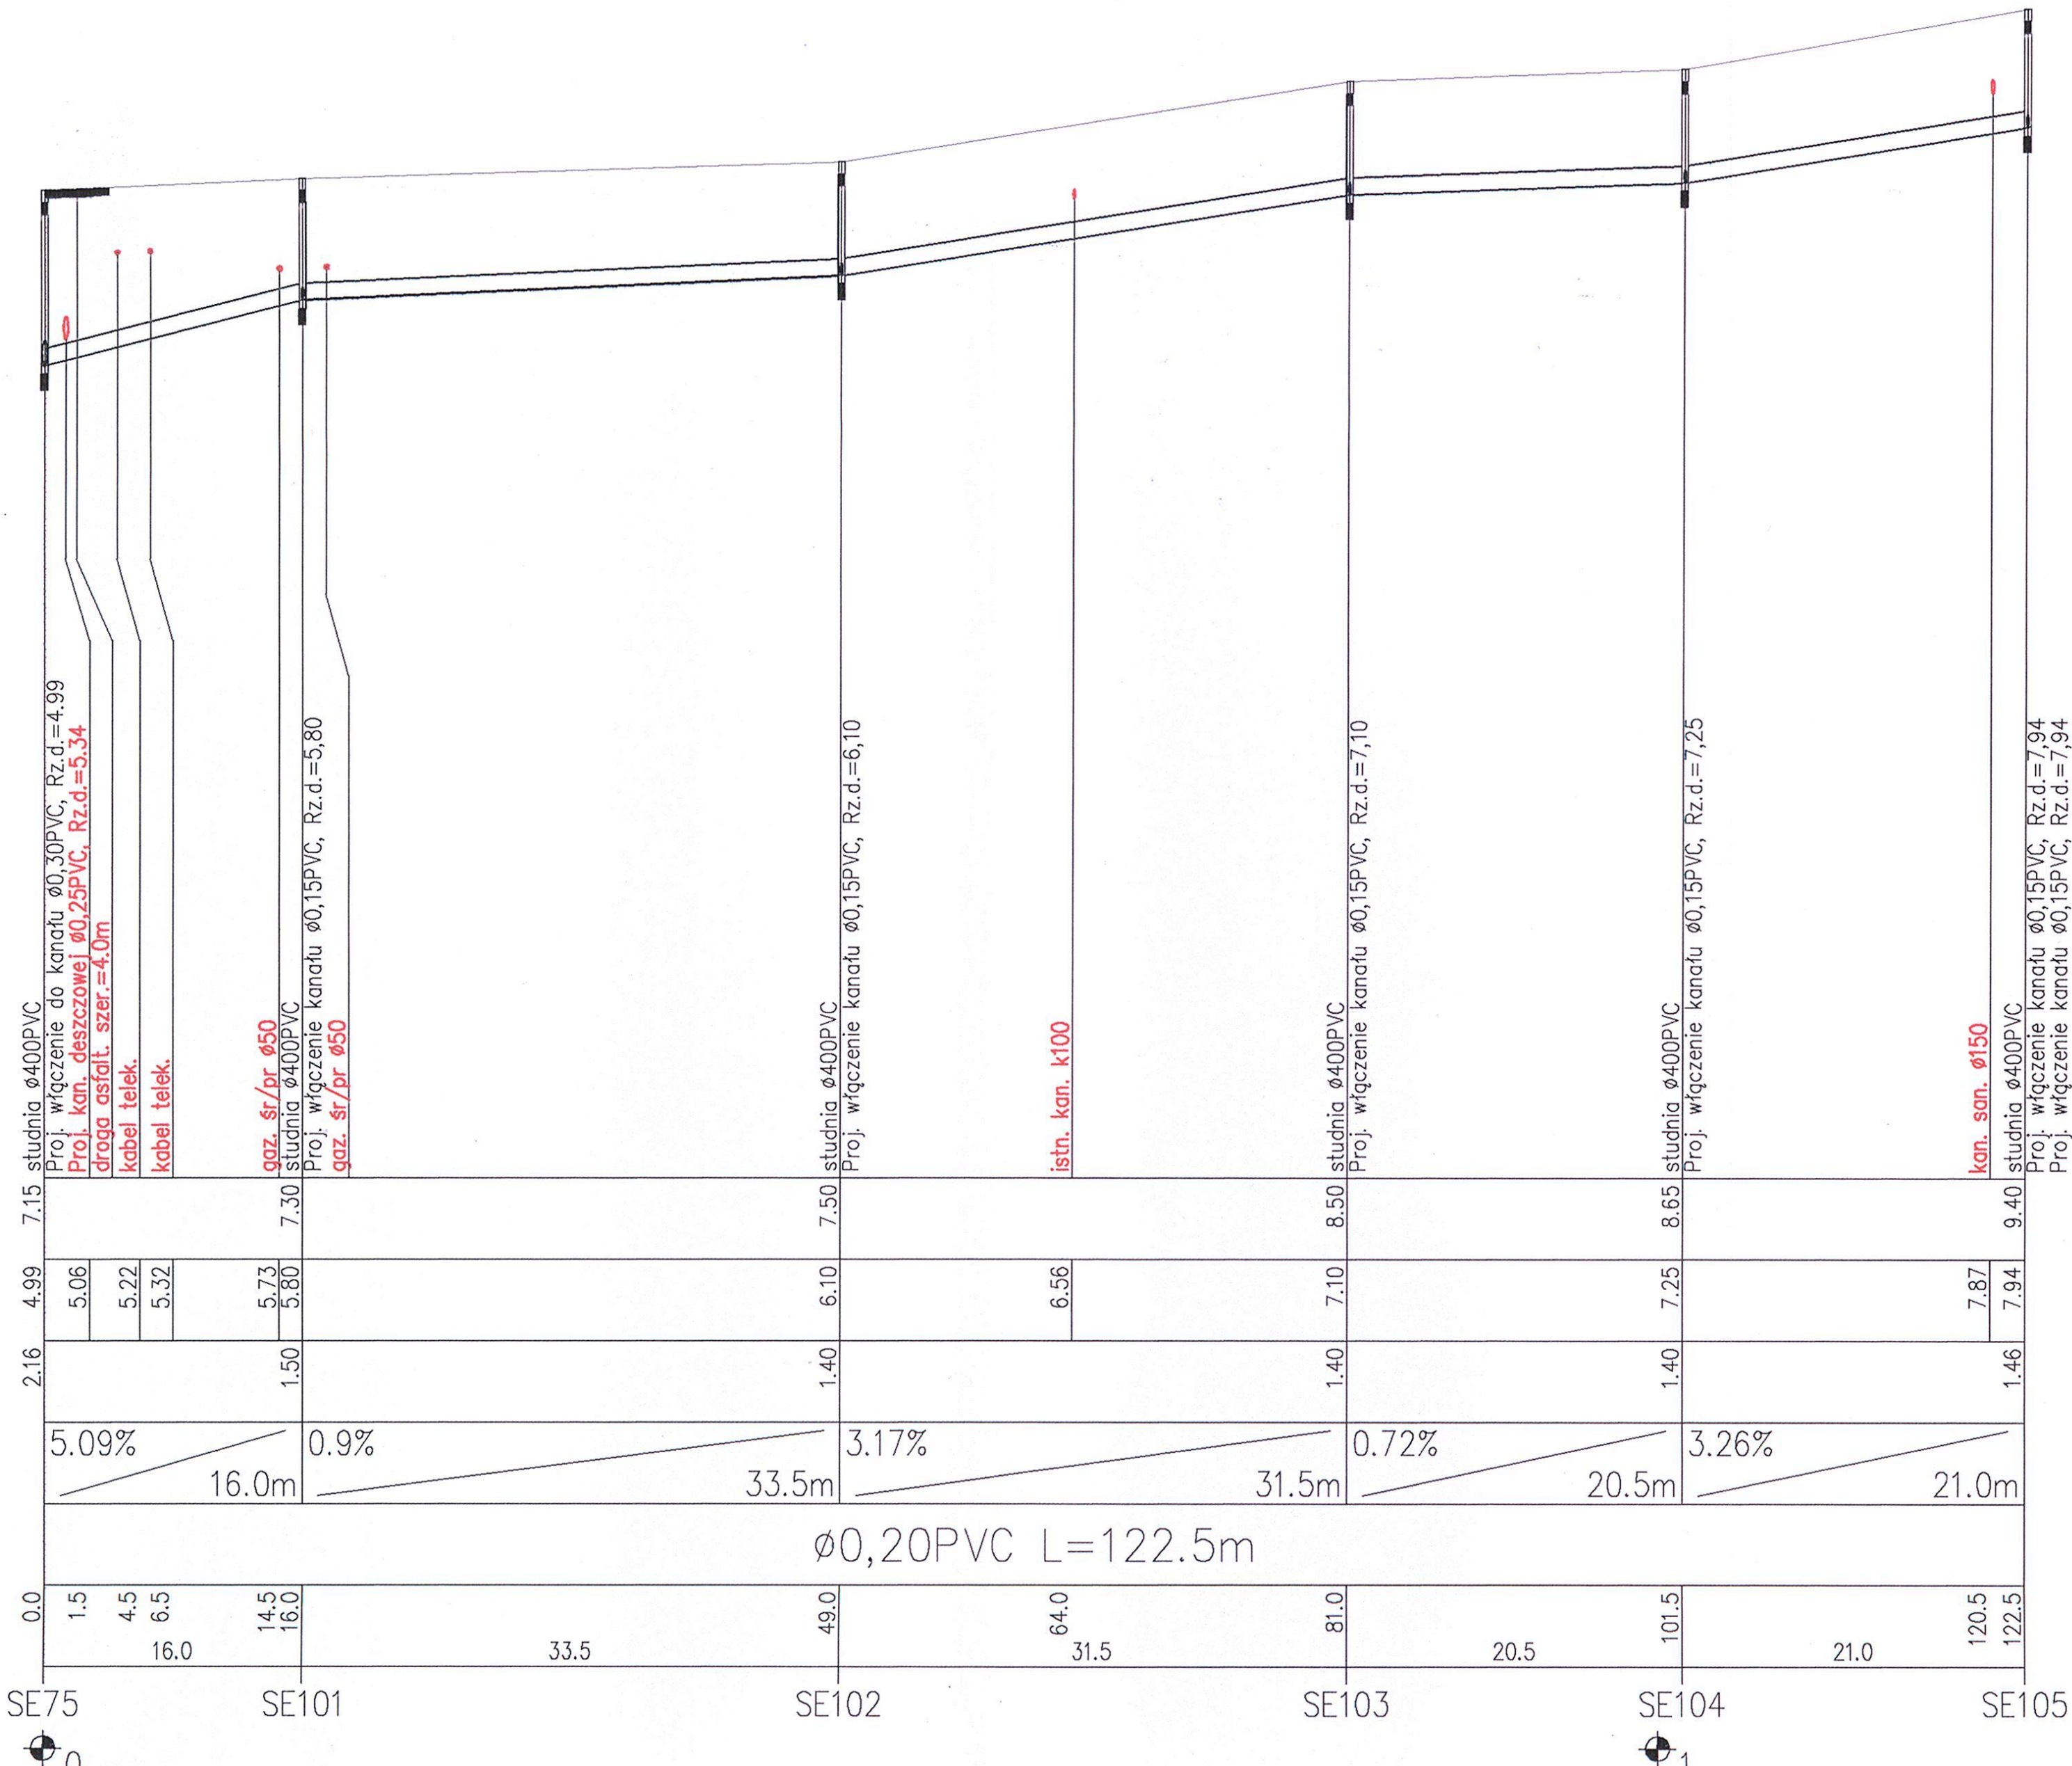 studnia ø400PVC
Proj. włączenie do kanału ø0,30PVC, Rz.d.=4.99
Proj. kan. deszczowej ø0,25PVC, Rz.d.=5.34
droga asfalt. szer.=4.0m
kabel telek.
kabel telek.
gaz. śr/pr ø50
studnia ø400PVC
Proj. włączenie kanału ø0,15PVC, Rz.d.=5,80
gaz. śr/pr ø50
studnia ø400PVC
Proj. włączenie kanału ø0,15PVC, Rz.d.=6,10
istn. kan. k100
studnia ø400PVC
Proj. włączenie kanału ø0,15PVC, Rz.d.=7,10
studnia ø400PVC
Proj. włączenie kanału ø0,15PVC, Rz.d.=7,25
kan. san. ø150
studnia ø400PVC
Proj. włączenie kanału ø0,15PVC, Rz.d.=7,94
Proj. włączenie kanału ø0,15PVC, Rz.d.=7,94
7.15 7.30 7.50 8.50 8.65 9.40
4.99 5.06 5.22 5.32 5.73 5.80 6.10 6.56 7.10 7.25 7.87 7.94
2.16 1.50 1.40 1.40 1.40 1.46
5.09% 0.9% 3.17% 0.72% 3.26%
16.0m 33.5m 31.5m 20.5m 21.0m
ø0,20PVC L=122.5m
0.0 1.5 4.5 6.5 14.5 16.0 49.0 64.0 81.0 101.5 120.5 122.5
16.0 33.5 31.5 20.5 21.0
SE75 SE101 SE102 SE103 SE104 SE105
0 1